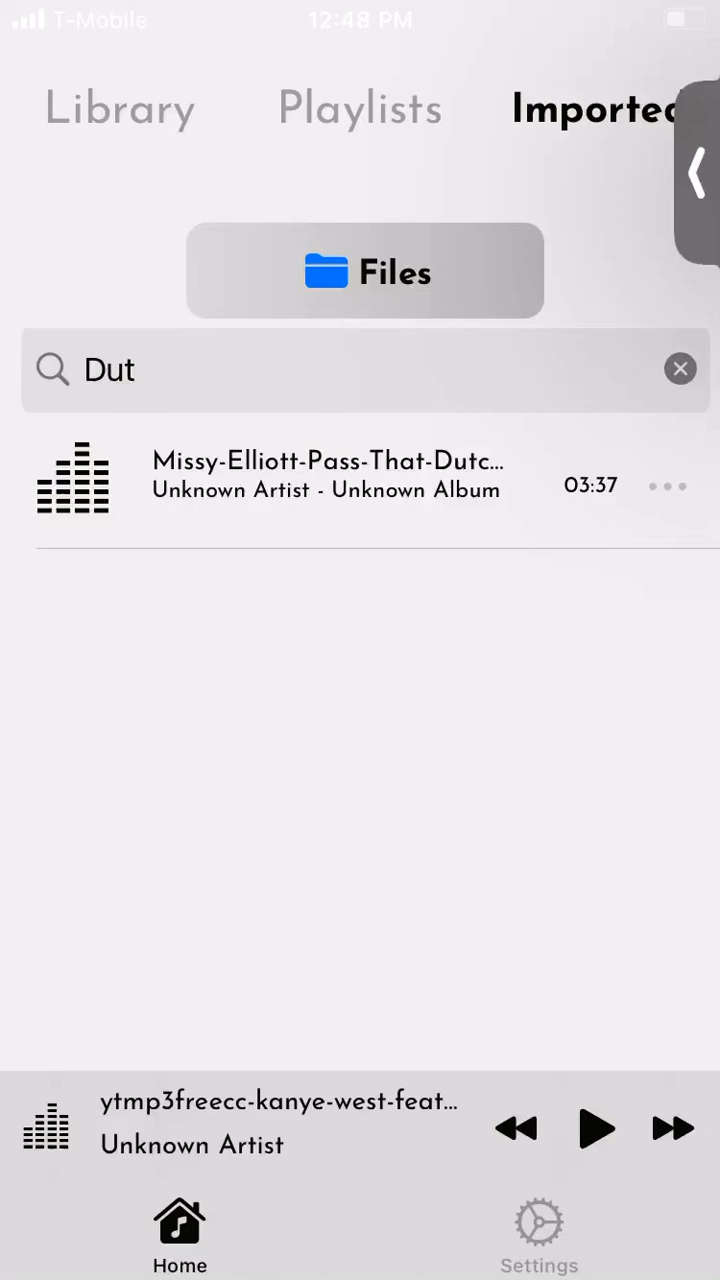 T-Mobile 12:48 PM
Library Playlists Imported
Files
Dut
Missy-Elliott-Pass-That-Dutc...
Unknown Artist - Unknown Album
03:37
ytmp3freecc-kanye-west-feat...
Unknown Artist
Home Settings